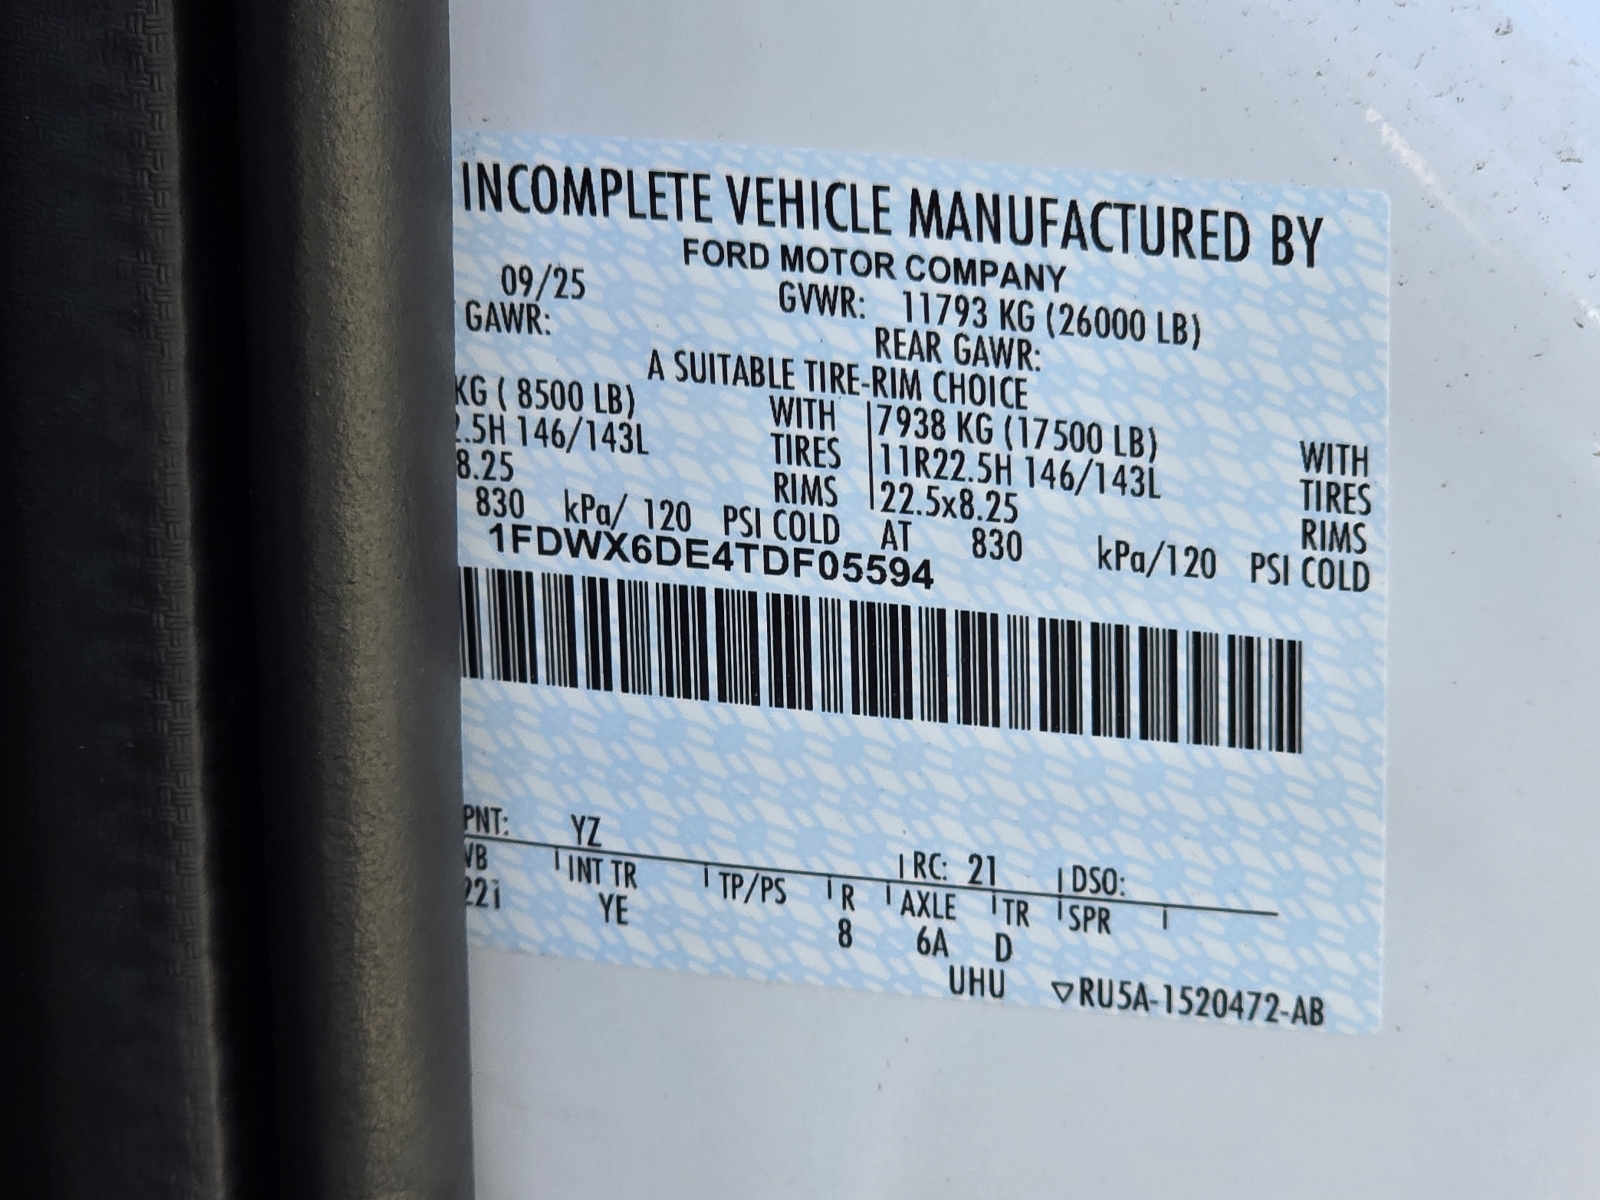 INCOMPLETE VEHICLE MANUFACTURED BY
FORD MOTOR COMPANY
09/25 GVWR: 11793 KG (26000 LB)
GAWR: REAR GAWR:
A SUITABLE TIRE-RIM CHOICE
KG ( 8500 LB) WITH 7938 KG (17500 LB) WITH
.5H 146/143L TIRES 11R22.5H 146/143L TIRES
8.25 RIMS 22.5x8.25 RIMS
830 kPa/ 120 PSI COLD AT 830 kPa/120 PSI COLD
1FDWX6DE4TDF05594
PNT: YZ RC: 21 DSO:
WB INT TR TP/PS R AXLE TR SPR
221 YE 8 6A D
UHU ▽RU5A-1520472-AB